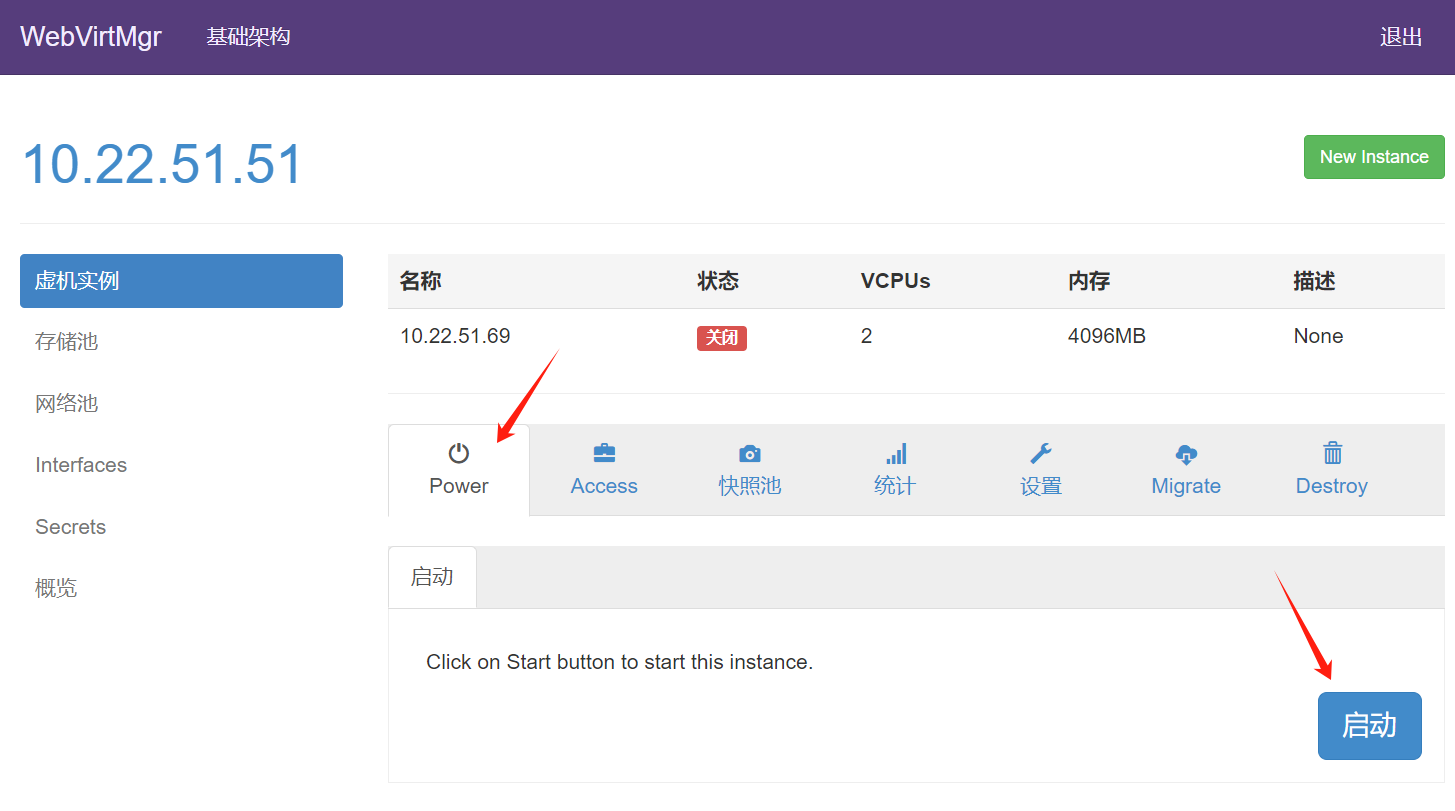 WebVirtMgr 基础架构 退出
10.22.51.51
New Instance
虚机实例
存储池
网络池
Interfaces
Secrets
概览
名称 状态 VCPUs 内存 描述
10.22.51.69 关闭 2 4096MB None
Power Access 快照池 统计 设置 Migrate Destroy
启动
Click on Start button to start this instance.
启动